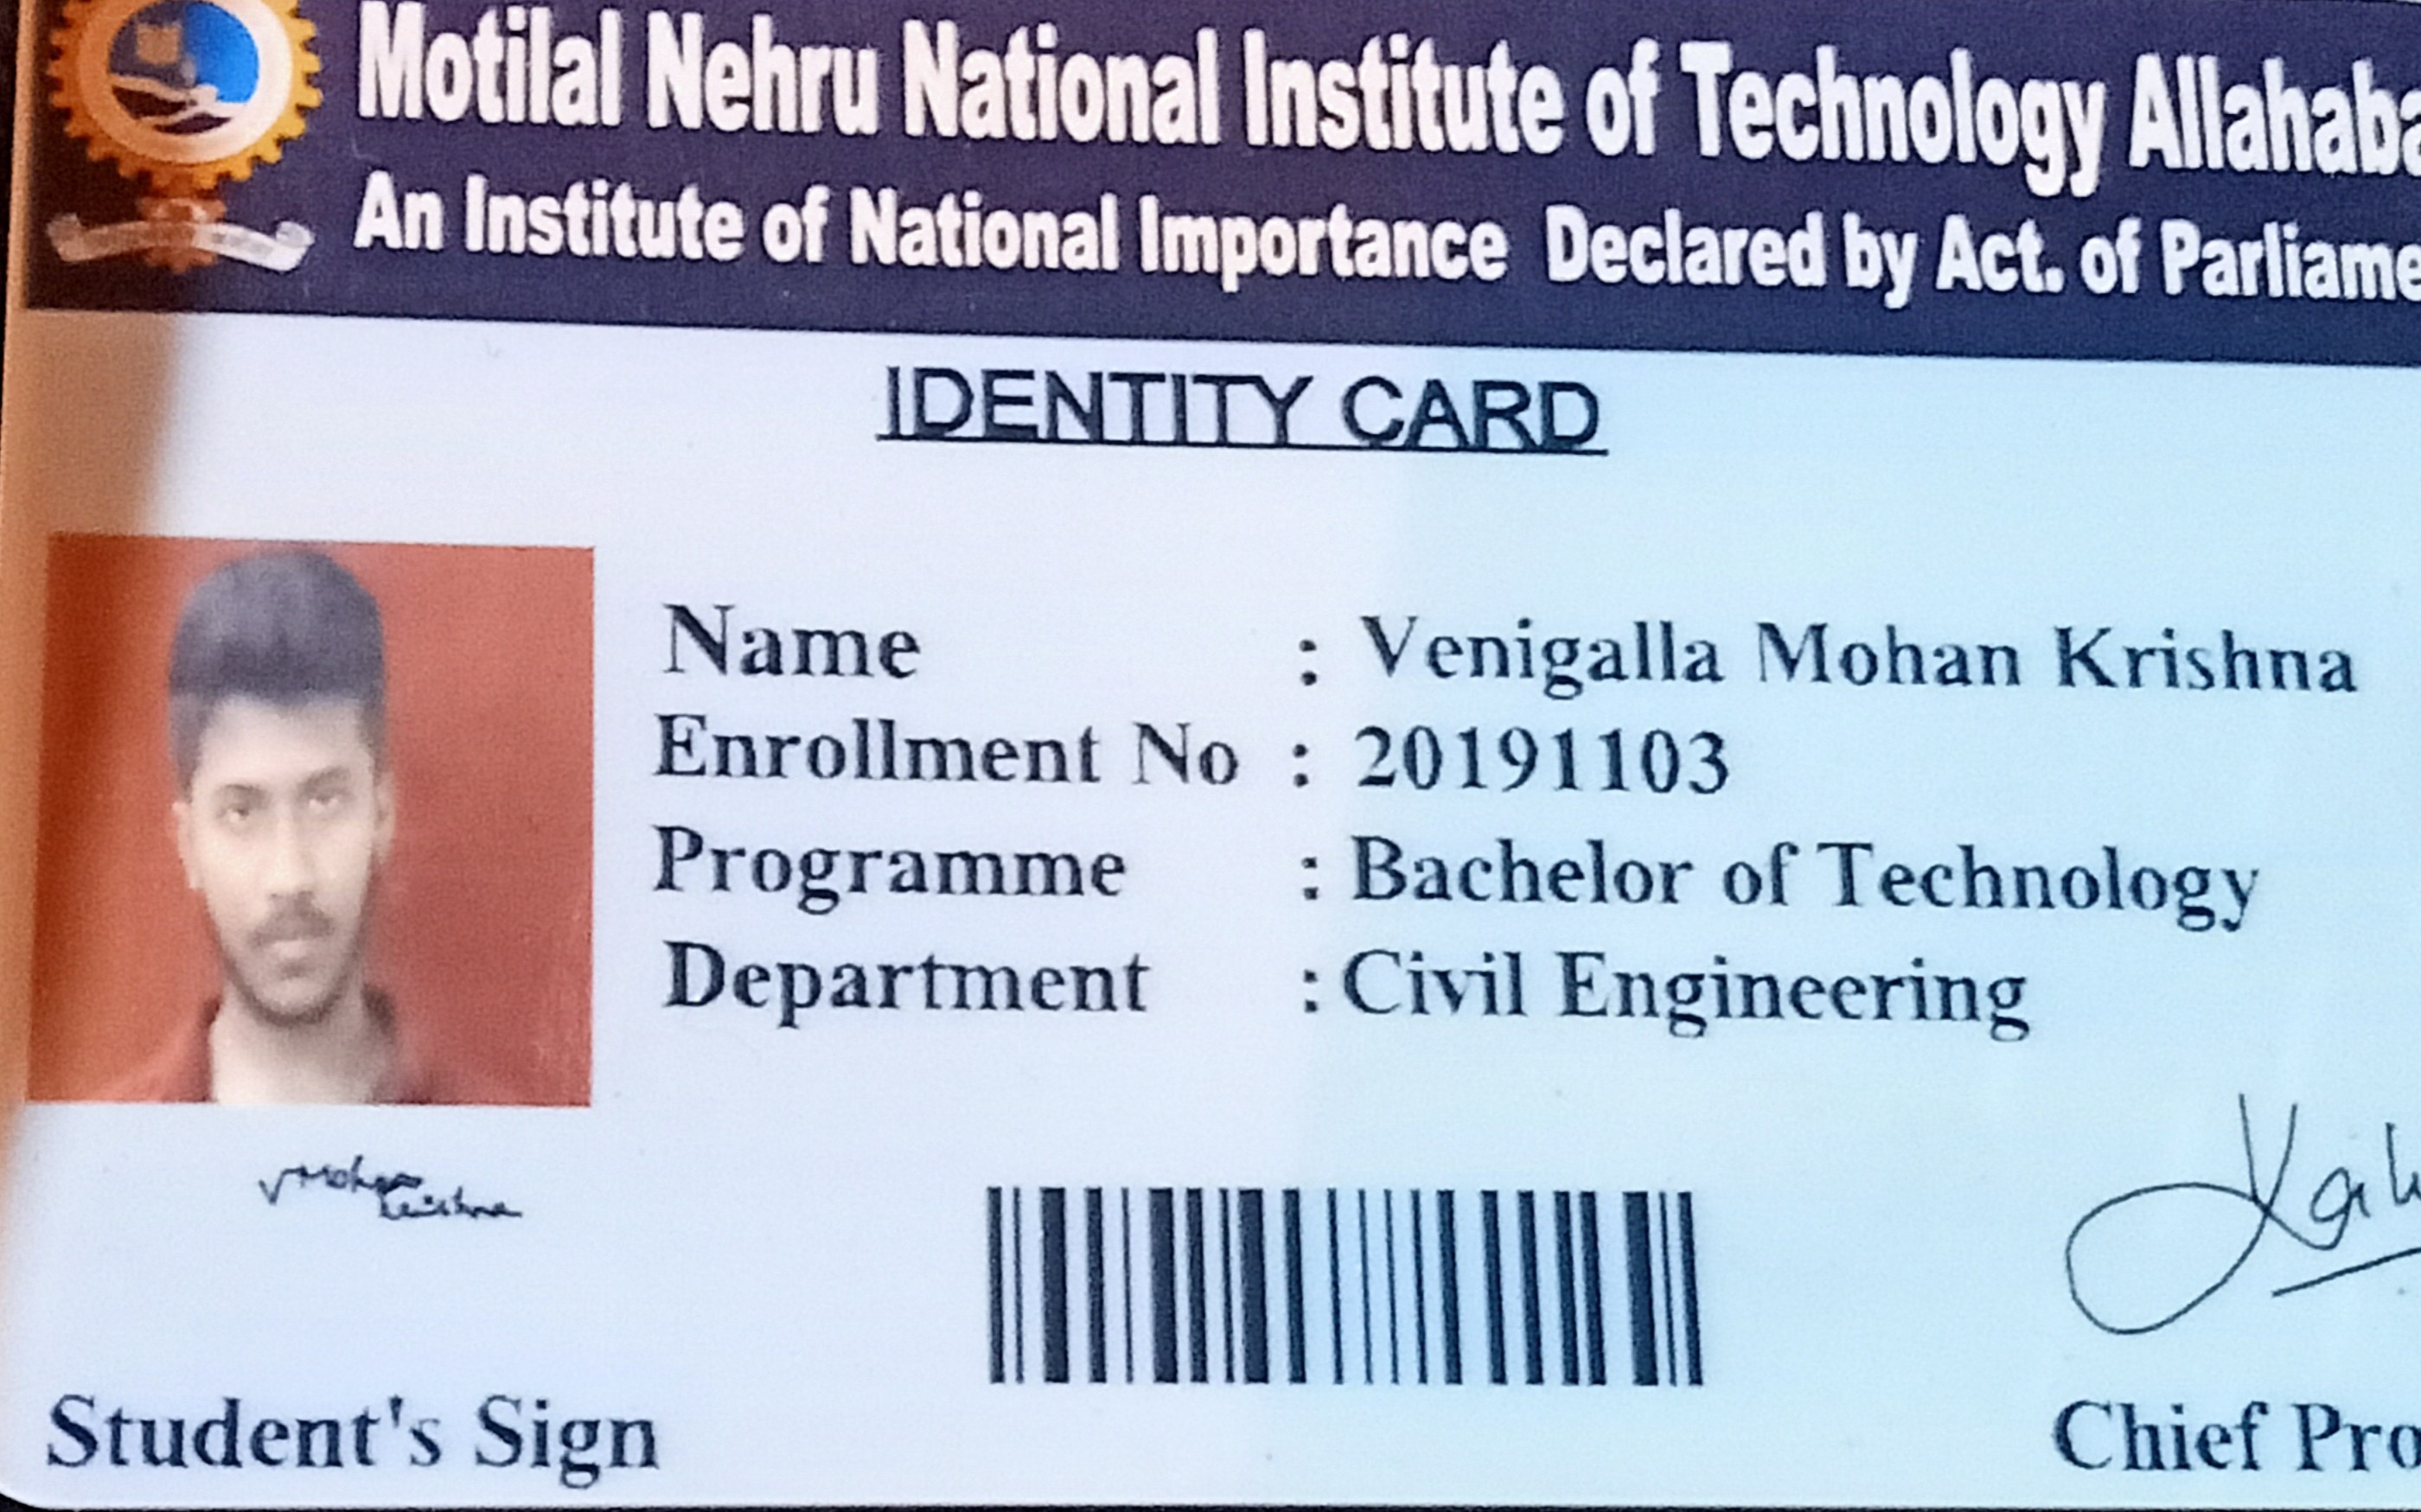 Motilal Nehru National Institute of Technology Allahaba
An Institute of National Importance Declared by Act. of Parliame
IDENTITY CARD
Name : Venigalla Mohan Krishna
Enrollment No : 20191103
Programme : Bachelor of Technology
Department : Civil Engineering
V Mohan
Krishna
Student's Sign
Chief Pro